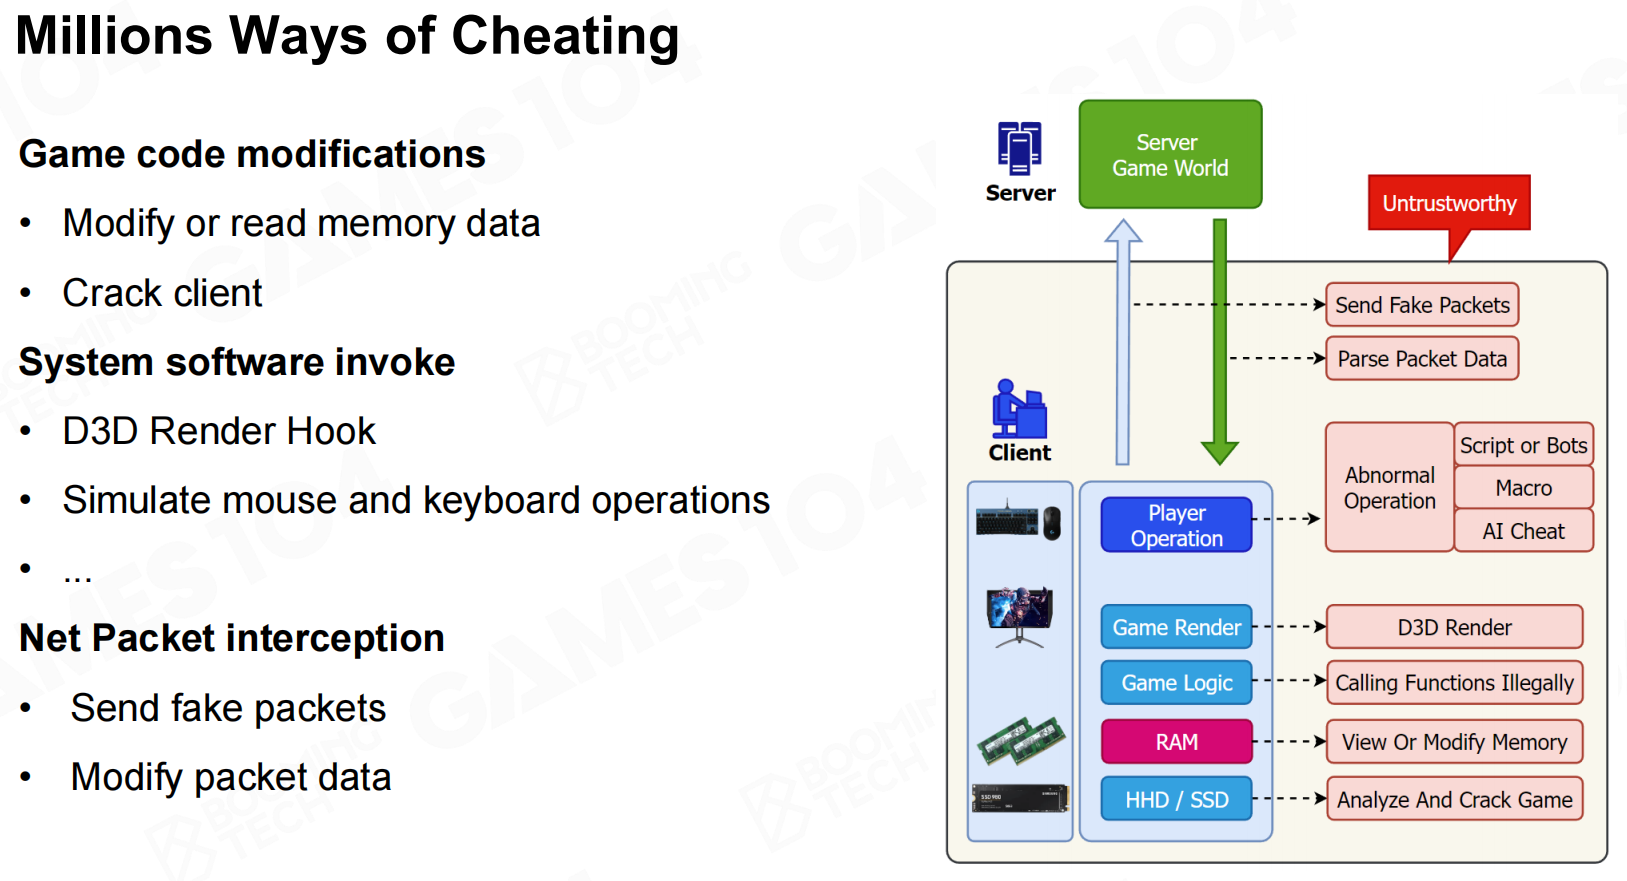 Millions Ways of Cheating
Game code modifications
• Modify or read memory data
• Crack client
System software invoke
• D3D Render Hook
• Simulate mouse and keyboard operations
• ...
Net Packet interception
• Send fake packets
• Modify packet data
Server
Server
Game World
Untrustworthy
Send Fake Packets
Parse Packet Data
Client
Player
Operation
Abnormal
Operation
Script or Bots
Macro
AI Cheat
Game Render
D3D Render
Game Logic
Calling Functions Illegally
RAM
View Or Modify Memory
HHD / SSD
Analyze And Crack Game
GAMES 104
BOOMING
TECH